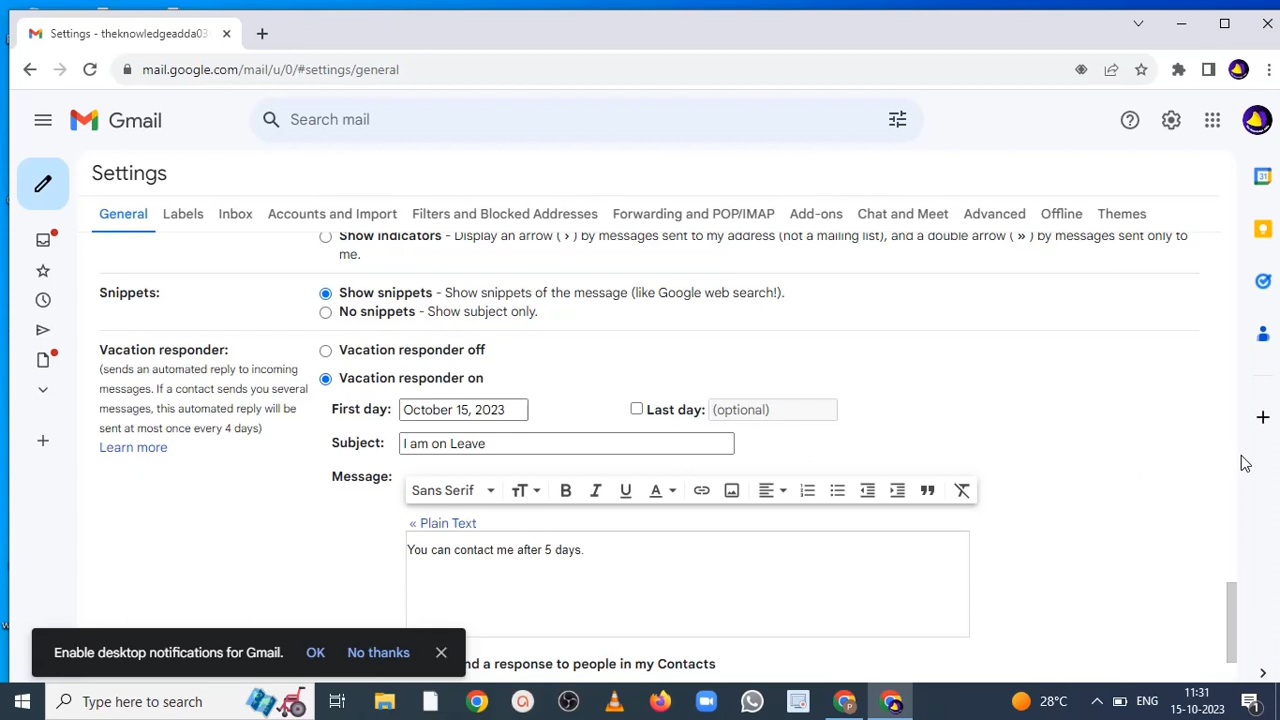 Settings - theknowledgeadda03
mail.google.com/mail/u/0/#settings/general
Gmail
Search mail
31
Settings
General Labels Inbox Accounts and Import Filters and Blocked Addresses Forwarding and POP/IMAP Add-ons Chat and Meet Advanced Offline Themes
Show indicators - Display an arrow ( › ) by messages sent to my address (not a mailing list), and a double arrow ( » ) by messages sent only to
me.
Snippets:
Show snippets - Show snippets of the message (like Google web search!).
No snippets - Show subject only.
Vacation responder:
(sends an automated reply to incoming
messages. If a contact sends you several
messages, this automated reply will be
sent at most once every 4 days)
Learn more
Vacation responder off
Vacation responder on
First day: October 15, 2023 Last day: (optional)
Subject: I am on Leave
Message:
Sans Serif
« Plain Text
You can contact me after 5 days.
Enable desktop notifications for Gmail. OK No thanks
nd a response to people in my Contacts
Type here to search
28°C
ENG
11:31
15-10-2023
1